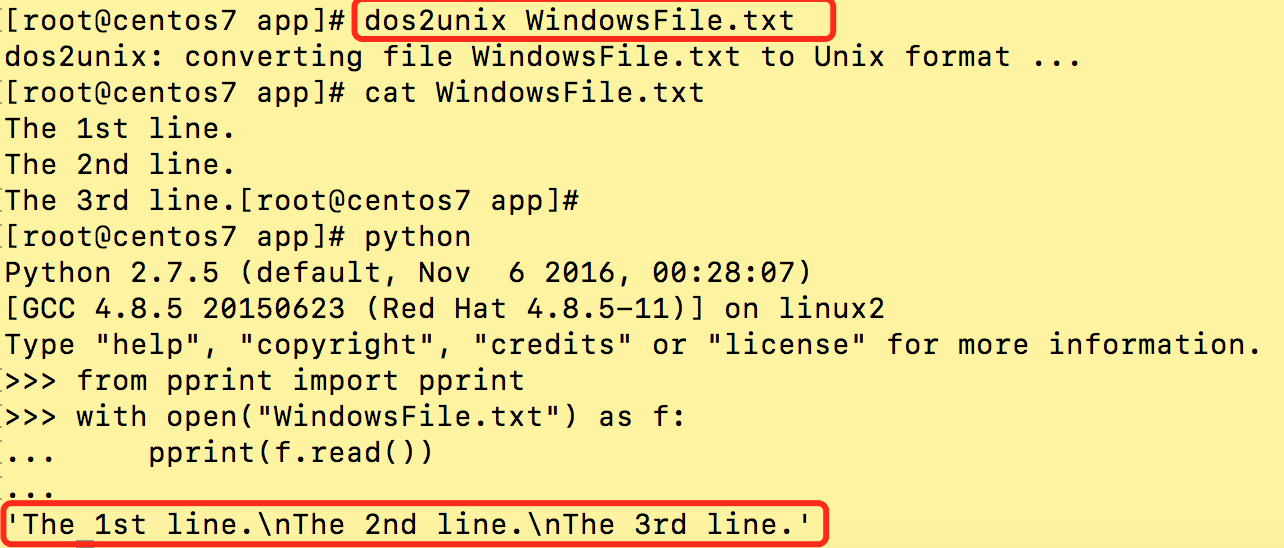 [root@centos7 app]# dos2unix WindowsFile.txt
dos2unix: converting file WindowsFile.txt to Unix format ...
[root@centos7 app]# cat WindowsFile.txt
The 1st line.
The 2nd line.
The 3rd line.[root@centos7 app]#
[root@centos7 app]# python
Python 2.7.5 (default, Nov  6 2016, 00:28:07)
[GCC 4.8.5 20150623 (Red Hat 4.8.5-11)] on linux2
Type "help", "copyright", "credits" or "license" for more information.
>>> from pprint import pprint
>>> with open("WindowsFile.txt") as f:
...     pprint(f.read())
...
'The 1st line.\nThe 2nd line.\nThe 3rd line.'